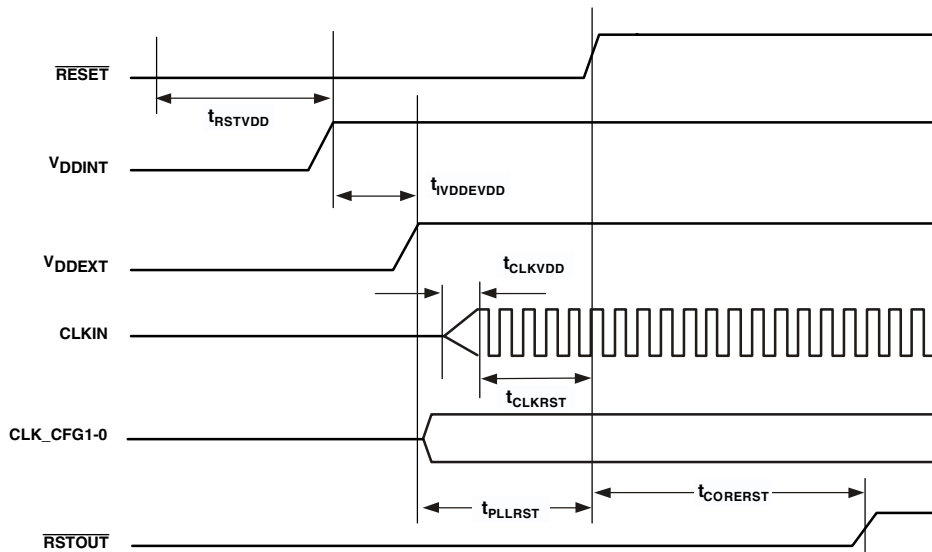 RESET
tRSTVDD
VDDINT
tIVDDEVDD
VDDEXT
tCLKVDD
CLKIN
tCLKRST
CLK_CFG1-0
tCORERST
tPLLRST
RSTOUT